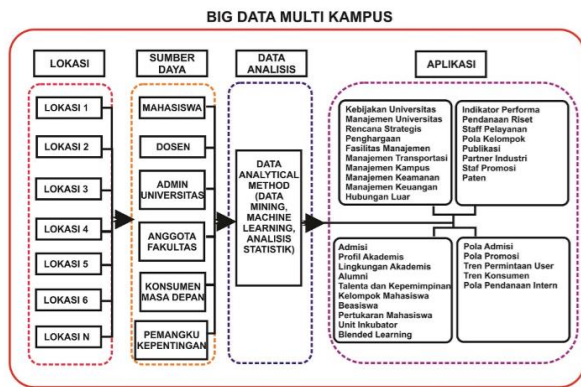 BIG DATA MULTI KAMPUS
LOKASI
LOKASI 1
LOKASI 2
LOKASI 3
LOKASI 4
LOKASI 5
LOKASI 6
LOKASI N
SUMBER
DAYA
MAHASISWA
DOSEN
ADMIN
UNIVERSITAS
ANGGOTA
FAKULTAS
KONSUMEN
MASA DEPAN
PEMANGKU
KEPENTINGAN
DATA
ANALISIS
DATA
ANALYTICAL
METHOD
(DATA
MINING,
MACHINE
LEARNING,
ANALISIS
STATISTIK)
APLIKASI
Kebijakan Universitas
Manajemen Universitas
Rencana Strategis
Penghargaan
Fasilitas Manajemen
Manajemen Transportasi
Manajemen Kampus
Manajemen Keamanan
Manajemen Keuangan
Hubungan Luar
Indikator Performa
Pendanaan Riset
Staff Pelayanan
Pola Kelompok
Publikasi
Partner Industri
Staf Promosi
Paten
Admisi
Profil Akademis
Lingkungan Akademis
Alumni
Talenta dan Kepemimpinan
Kelompok Mahasiswa
Beasiswa
Pertukaran Mahasiswa
Unit Inkubator
Blended Learning
Pola Admisi
Pola Promosi
Tren Permintaan User
Tren Konsumen
Pola Pendanaan Intern